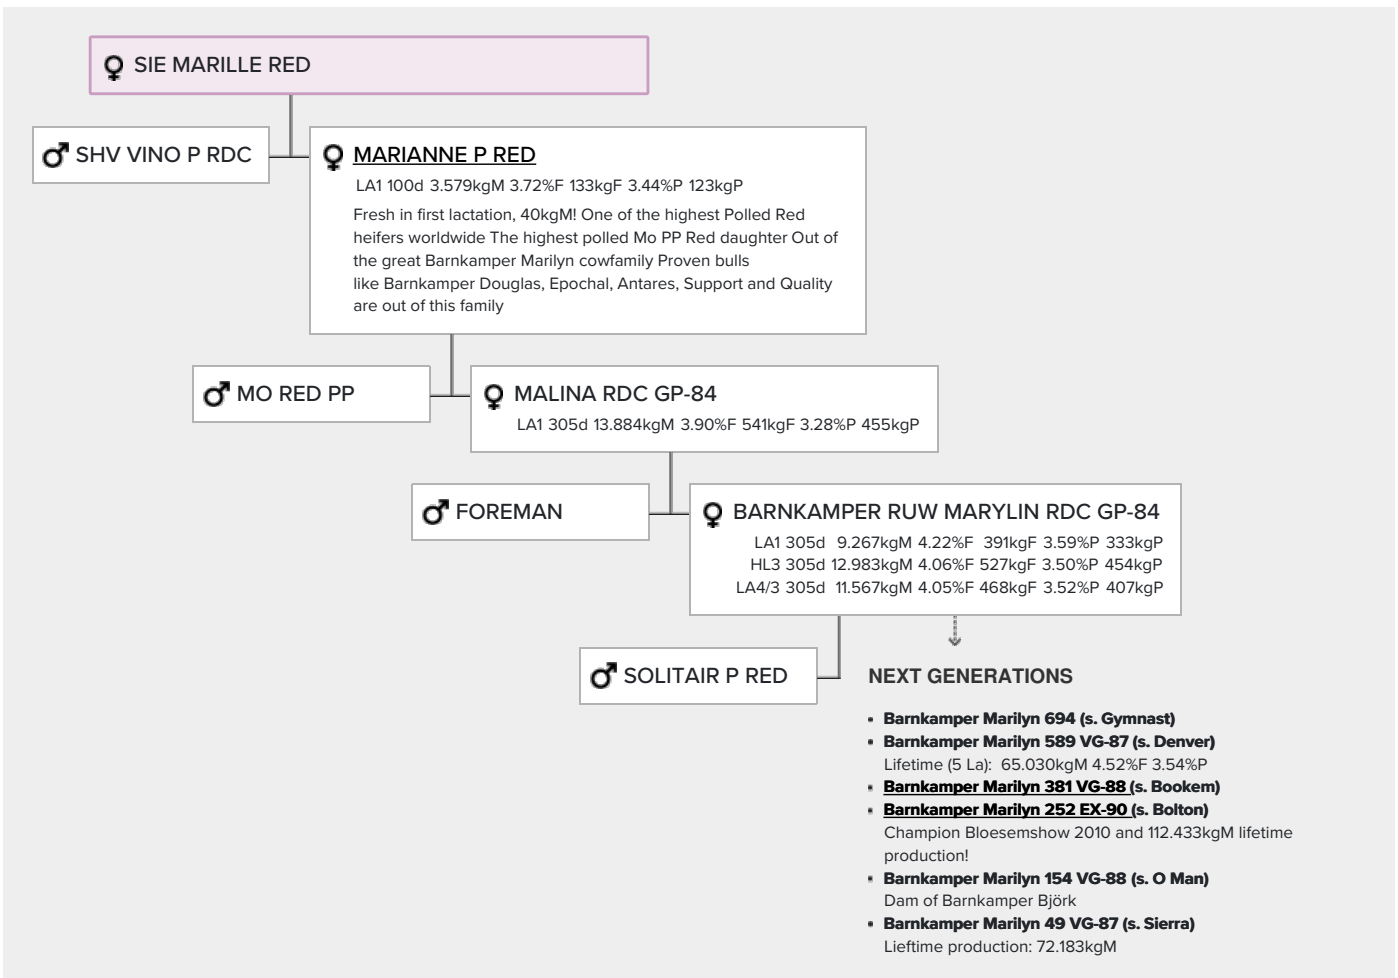 SIE MARILLE RED
SHV VINO P RDC
MARIANNE P RED
LA1 100d 3.579kgM 3.72%F 133kgF 3.44%P 123kgP
Fresh in first lactation, 40kgM! One of the highest Polled Red
heifers worldwide The highest polled Mo PP Red daughter Out of
the great Barnkamper Marilyn cowfamily Proven bulls
like Barnkamper Douglas, Epochal, Antares, Support and Quality
are out of this family
MO RED PP
MALINA RDC GP-84
LA1 305d 13.884kgM 3.90%F 541kgF 3.28%P 455kgP
FOREMAN
BARNKAMPER RUW MARYLIN RDC GP-84
LA1 305d 9.267kgM 4.22%F 391kgF 3.59%P 333kgP
HL3 305d 12.983kgM 4.06%F 527kgF 3.50%P 454kgP
LA4/3 305d 11.567kgM 4.05%F 468kgF 3.52%P 407kgP
SOLITAIR P RED
NEXT GENERATIONS
• Barnkamper Marilyn 694 (s. Gymnast)
• Barnkamper Marilyn 589 VG-87 (s. Denver)
Lifetime (5 La): 65.030kgM 4.52%F 3.54%P
• Barnkamper Marilyn 381 VG-88 (s. Bookem)
• Barnkamper Marilyn 252 EX-90 (s. Bolton)
Champion Bloesemshow 2010 and 112.433kgM lifetime
production!
• Barnkamper Marilyn 154 VG-88 (s. O Man)
Dam of Barnkamper Björk
• Barnkamper Marilyn 49 VG-87 (s. Sierra)
Lieftime production: 72.183kgM